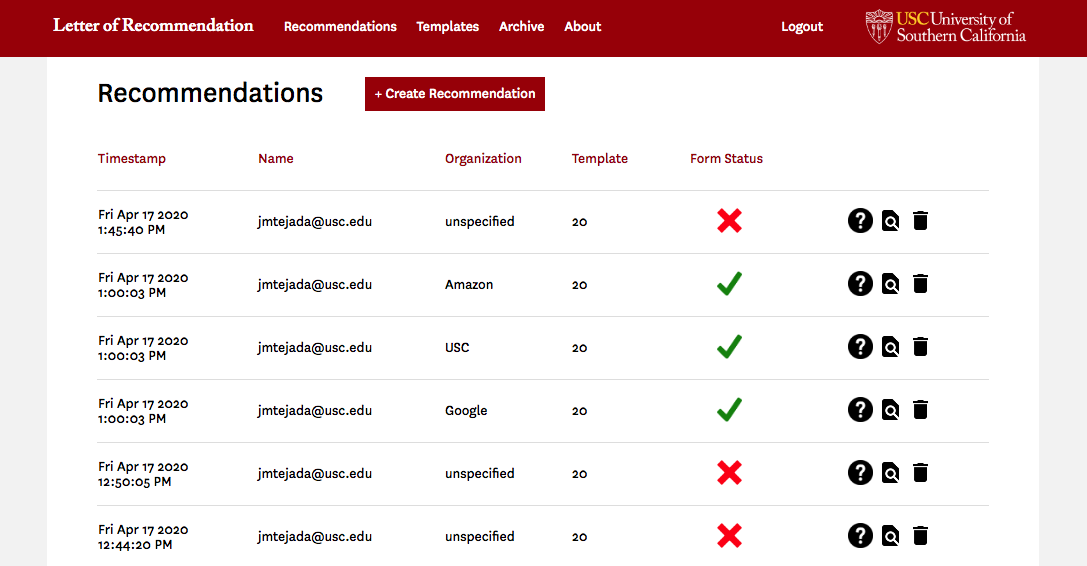 Letter of Recommendation Recommendations Templates Archive About Logout USC University of
Southern California
Recommendations + Create Recommendation
Timestamp Name Organization Template Form Status
Fri Apr 17 2020
1:45:40 PM jmtejada@usc.edu unspecified 20
Fri Apr 17 2020
1:00:03 PM jmtejada@usc.edu Amazon 20
Fri Apr 17 2020
1:00:03 PM jmtejada@usc.edu USC 20
Fri Apr 17 2020
1:00:03 PM jmtejada@usc.edu Google 20
Fri Apr 17 2020
12:50:05 PM jmtejada@usc.edu unspecified 20
Fri Apr 17 2020
12:44:20 PM jmtejada@usc.edu unspecified 20